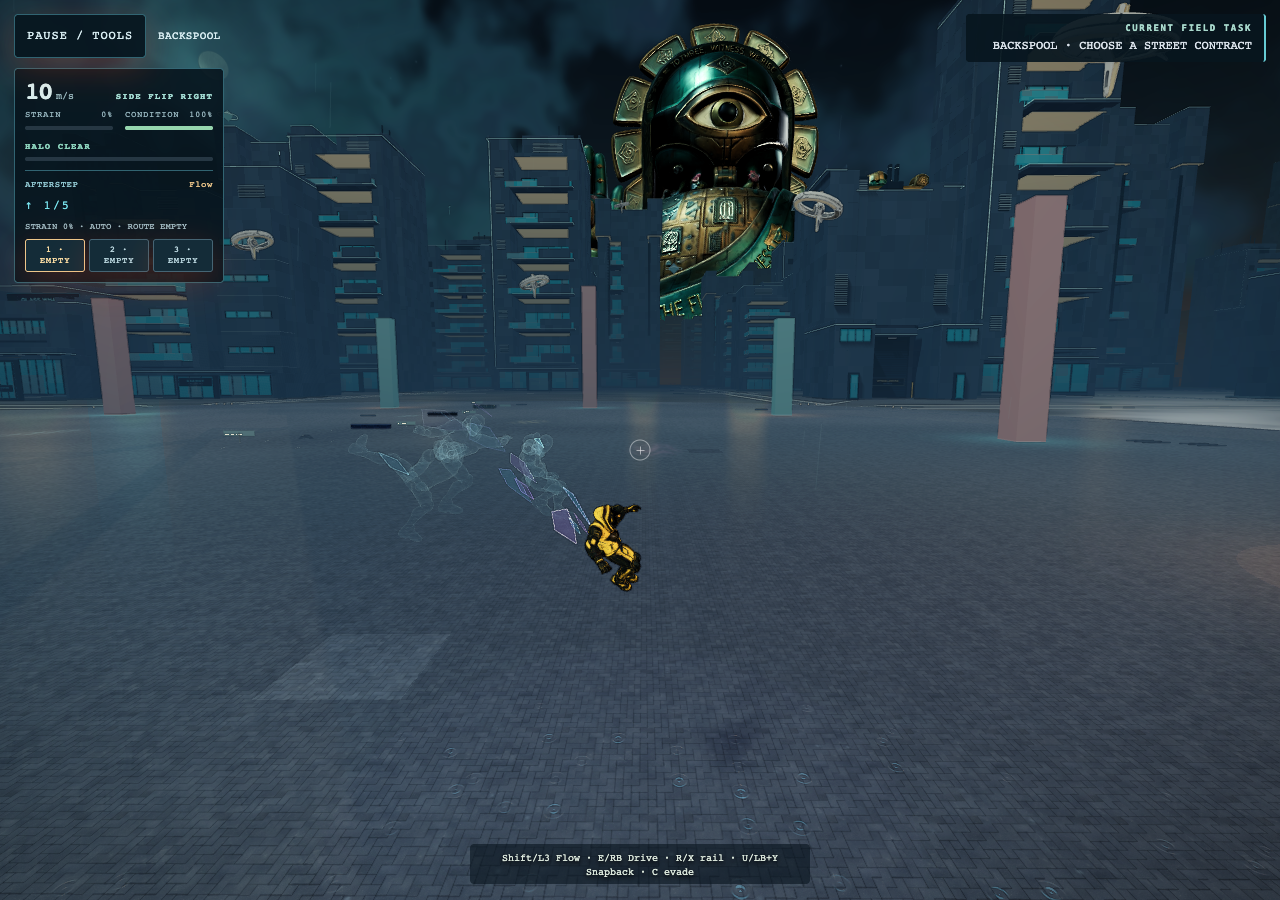 PAUSE / TOOLS
BACKSPOOL
CURRENT FIELD TASK
BACKSPOOL · CHOOSE A STREET CONTRACT
10 m/s
SIDE FLIP RIGHT
STRAIN 0%
CONDITION 100%
HALO CLEAR
AFTERSTEP
Flow
↑ 1/5
STRAIN 0% · AUTO · ROUTE EMPTY
1 · EMPTY
2 · EMPTY
3 · EMPTY
THE
Shift/L3 Flow · E/RB Drive · R/X rail · U/LB+Y
Snapback · C evade